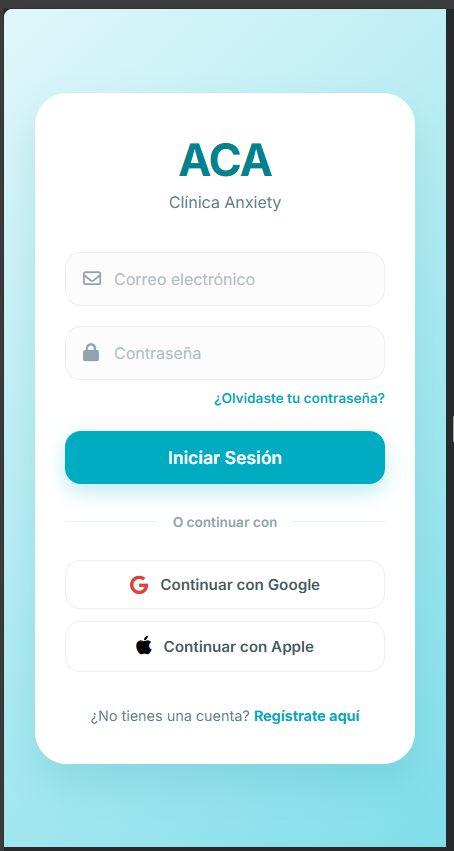 ACA
Clínica Anxiety
Correo electrónico
Contraseña
¿Olvidaste tu contraseña?
Iniciar Sesión
O continuar con
Continuar con Google
Continuar con Apple
¿No tienes una cuenta? Regístrate aquí